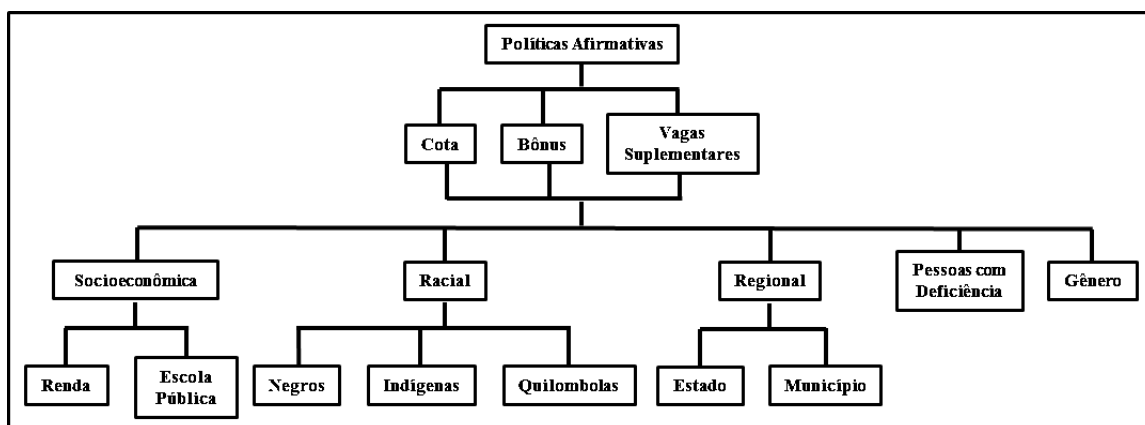 Políticas Afirmativas
Cota
Bônus
Vagas
Suplementares
Socioeconômica
Racial
Regional
Pessoas com
Deficiência
Gênero
Renda
Escola
Pública
Negros
Indígenas
Quilombolas
Estado
Município